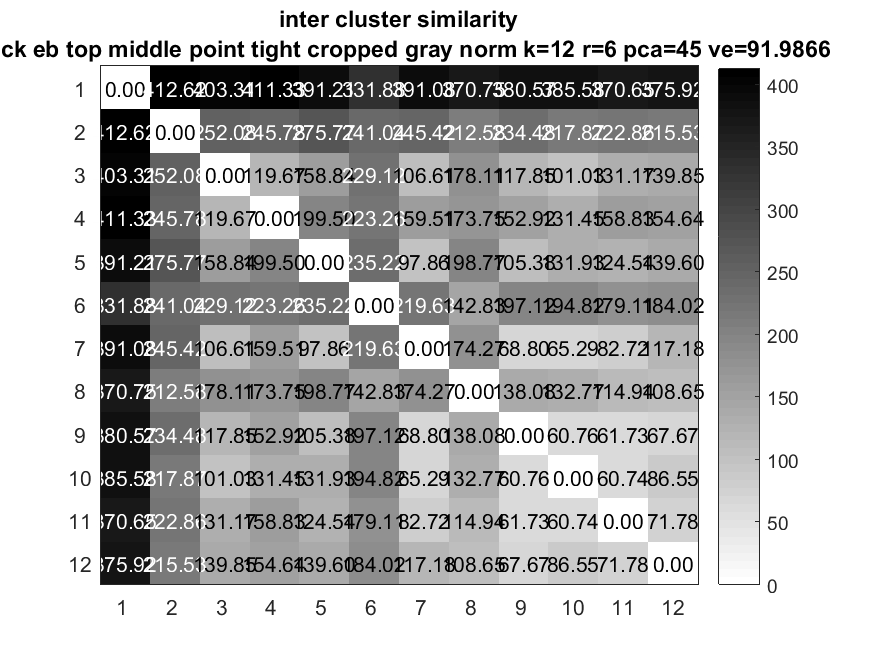 inter cluster similarity
ck eb top middle point tight cropped gray norm k=12 r=6 pca=45 ve=91.9866
1 0.00 412.62 403.31 411.33 331.88 391.08 370.75 380.57 385.58 370.65 375.92
2 412.62 0.00 252.08 245.78 275.77 241.04 245.42 212.58 234.48 217.87 222.86 215.53
3 403.31 252.08 0.00 119.67 158.84 229.12 106.61 178.11 117.85 101.03 131.17 139.85
4 411.33 245.78 119.67 0.00 199.50 223.26 159.51 173.75 152.92 131.45 158.83 154.64
5 275.77 158.84 199.50 0.00 235.22 97.86 198.77 105.38 131.93 124.54 139.60
6 331.88 241.04 229.12 223.26 235.22 0.00 219.63 142.83 197.12 194.82 179.11 184.02
7 391.08 245.42 106.61 159.51 97.86 219.63 0.00 174.27 68.80 65.29 82.72 117.18
8 370.75 212.58 178.11 173.75 198.77 142.83 174.27 0.00 138.08 132.77 114.94 108.65
9 380.57 234.48 117.85 152.92 105.38 197.12 68.80 138.08 0.00 60.76 61.73 67.67
10 385.58 217.87 101.03 131.45 131.93 194.82 65.29 132.77 60.76 0.00 60.74 86.55
11 370.65 222.86 131.17 158.83 124.54 179.11 82.72 114.94 61.73 60.74 0.00 71.78
12 375.92 215.53 139.85 154.64 139.60 184.02 117.18 108.65 67.67 86.55 71.78 0.00
1 2 3 4 5 6 7 8 9 10 11 12
400
350
300
250
200
150
100
50
0